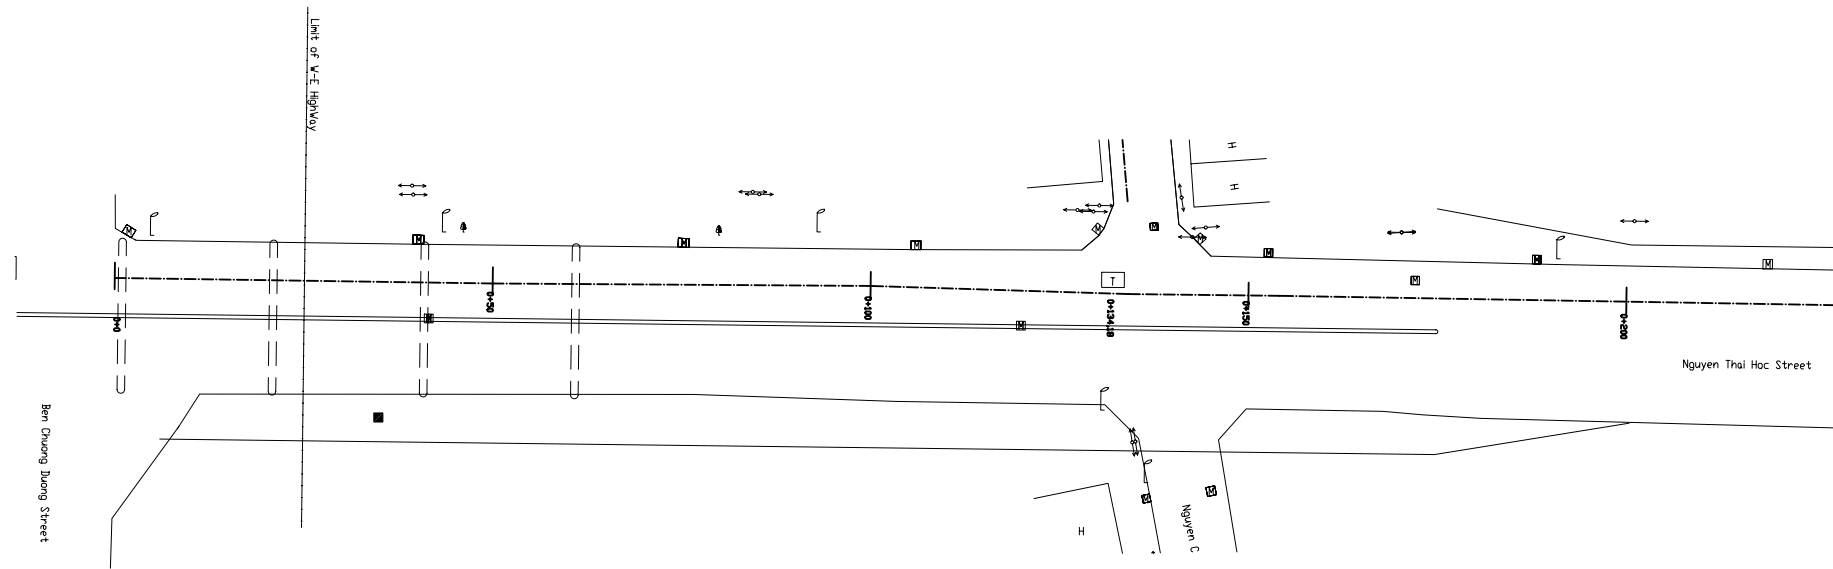 Limit of W-E HighWay
H
H
M
M
M
M
M
M
M
M
M
M
M
T
0+0
0+50
0+100
0+134.18
0+150
0+200
M
M
Nguyen Thai Hoc Street
Ben Chuong Duong Street
M
M
H
Nguyen C